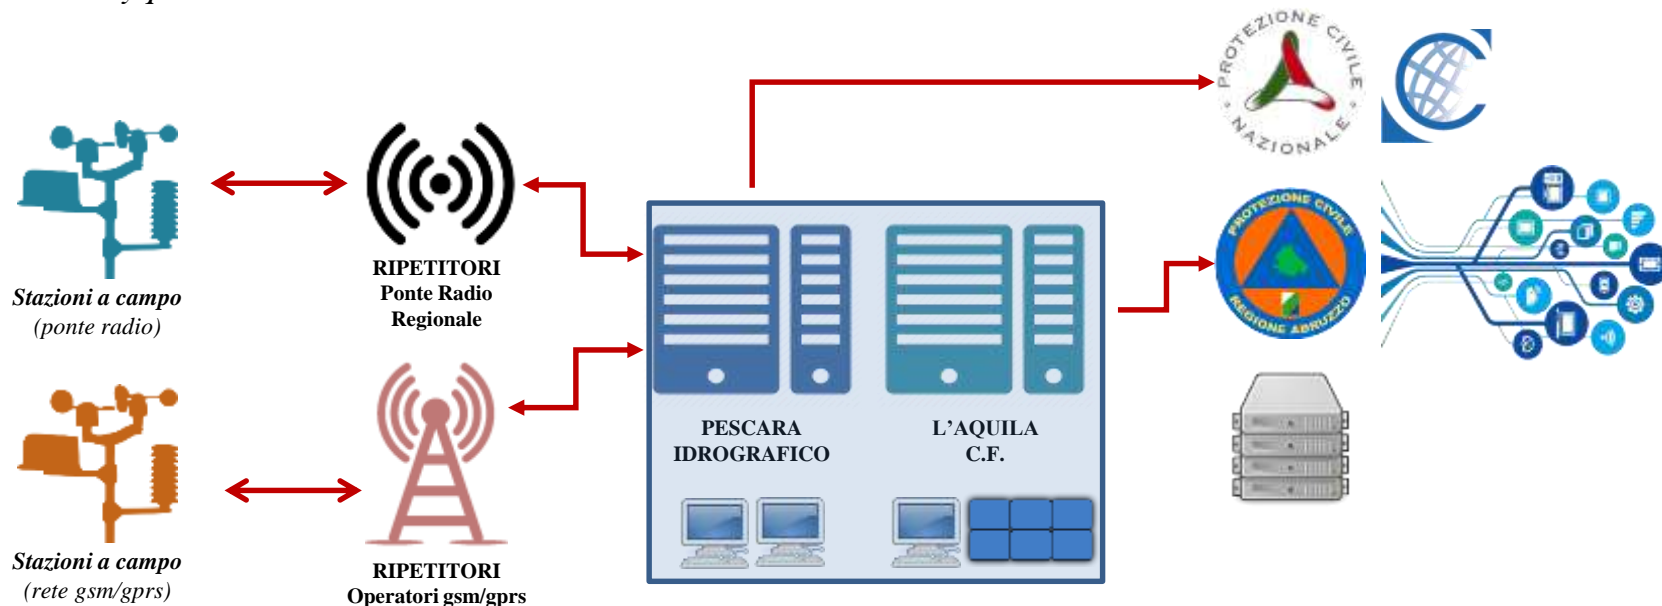 PROTEZIONE CIVILE
NAZIONALE
PROTEZIONE CIVILE
REGIONE ABRUZZO
RIPETITORI
Ponte Radio
Regionale
Stazioni a campo
(ponte radio)
PESCARA
IDROGRAFICO
L’AQUILA
C.F.
Stazioni a campo
(rete gsm/gprs)
RIPETITORI
Operatori gsm/gprs